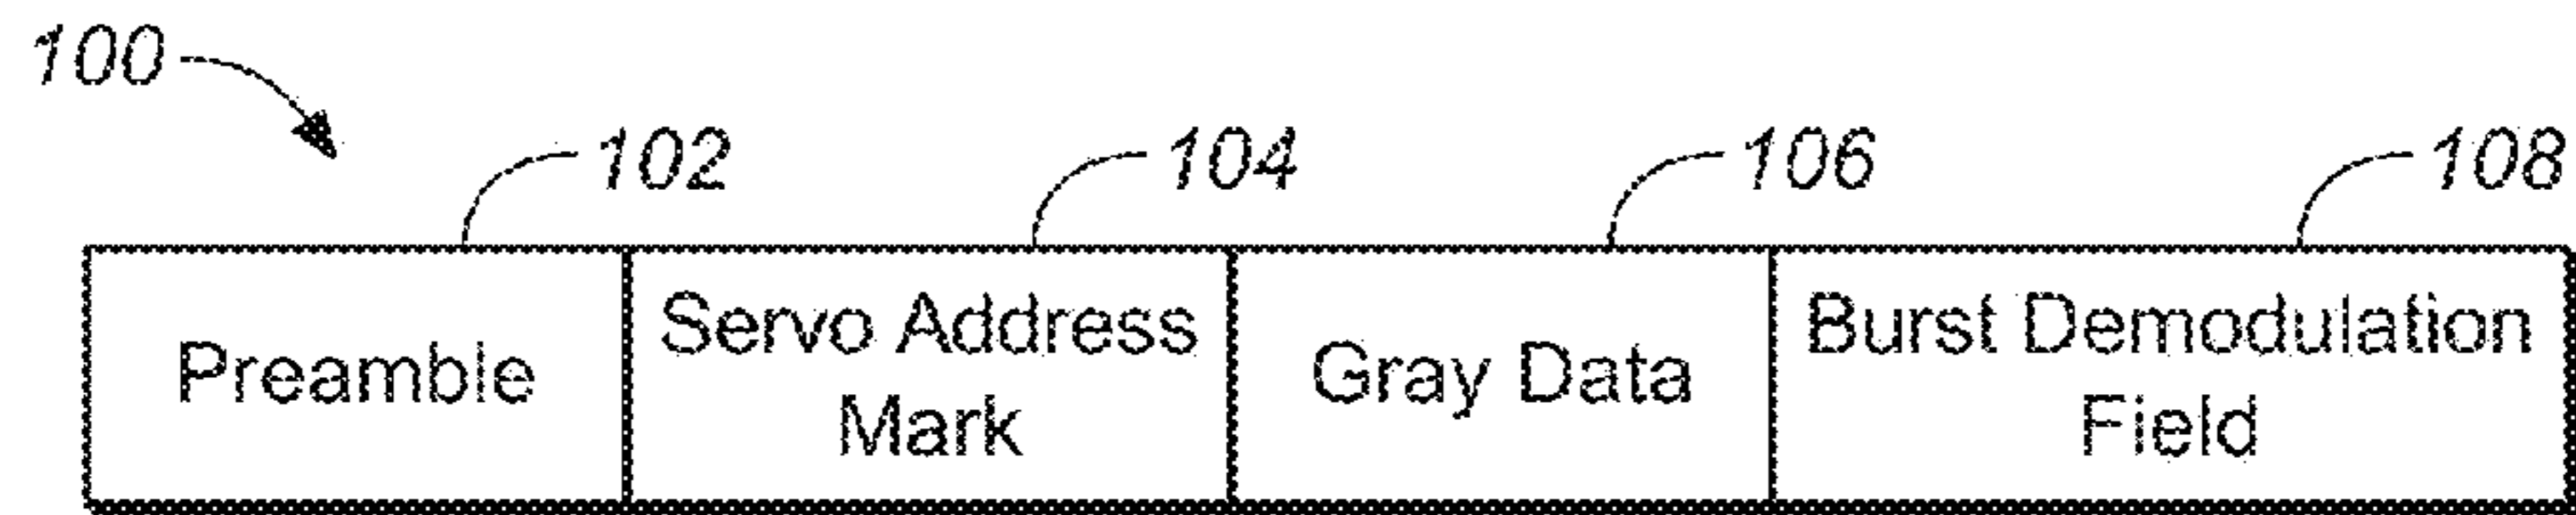 100
102
104
106
108
Preamble
Servo Address
Mark
Gray Data
Burst Demodulation
Field